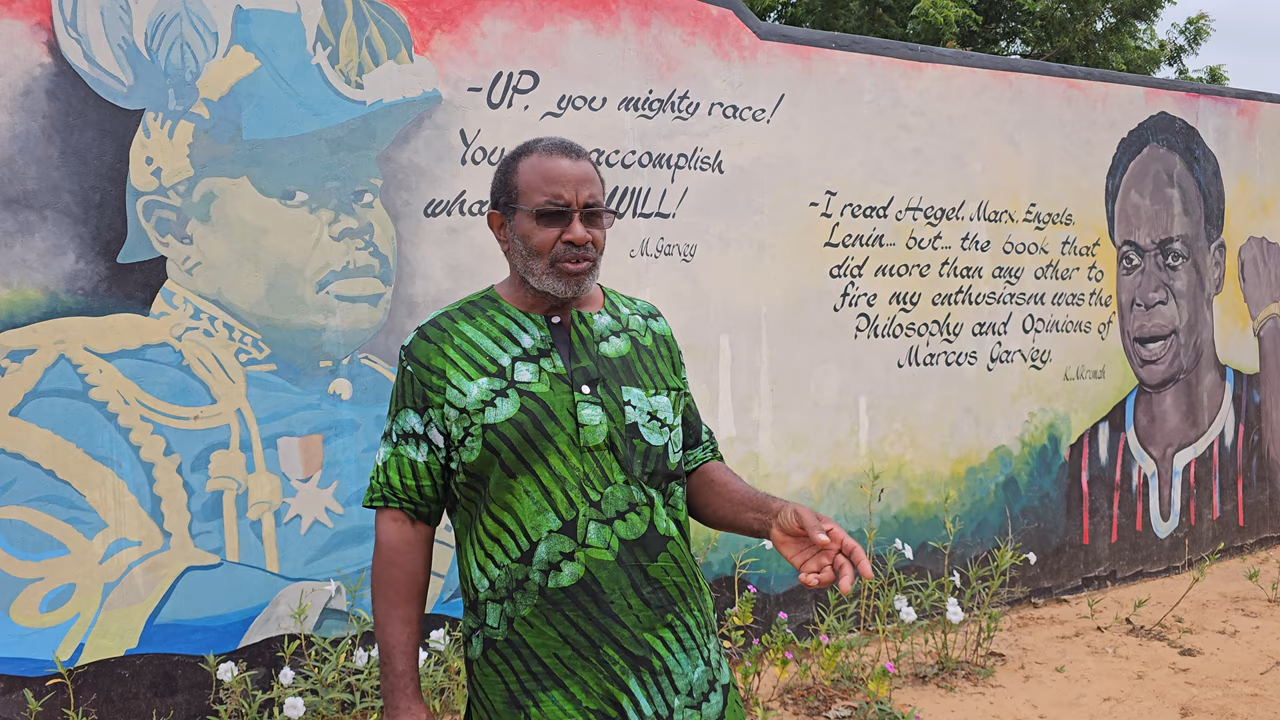 -UP, you mighty race!
You accomplish
wha WILL!
M. Garvey
-I read Hegel, Marx, Engels,
Lenin... but... the book that
did more than any other to
fire my enthusiasm was the
Philosophy and Opinions of
Marcus Garvey.
K. Nkrumah